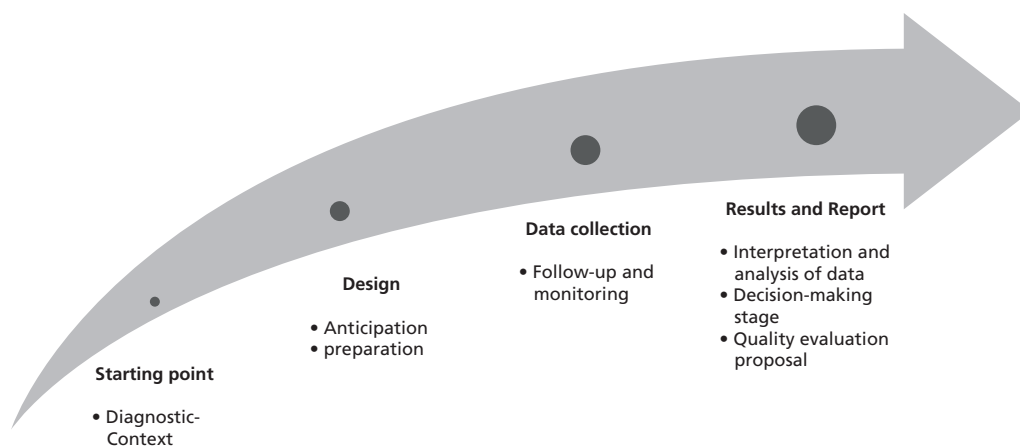 Starting point
• Diagnostic-
Context
Design
• Anticipation
• preparation
Data collection
• Follow-up and
monitoring
Results and Report
• Interpretation and
analysis of data
• Decision-making
stage
• Quality evaluation
proposal